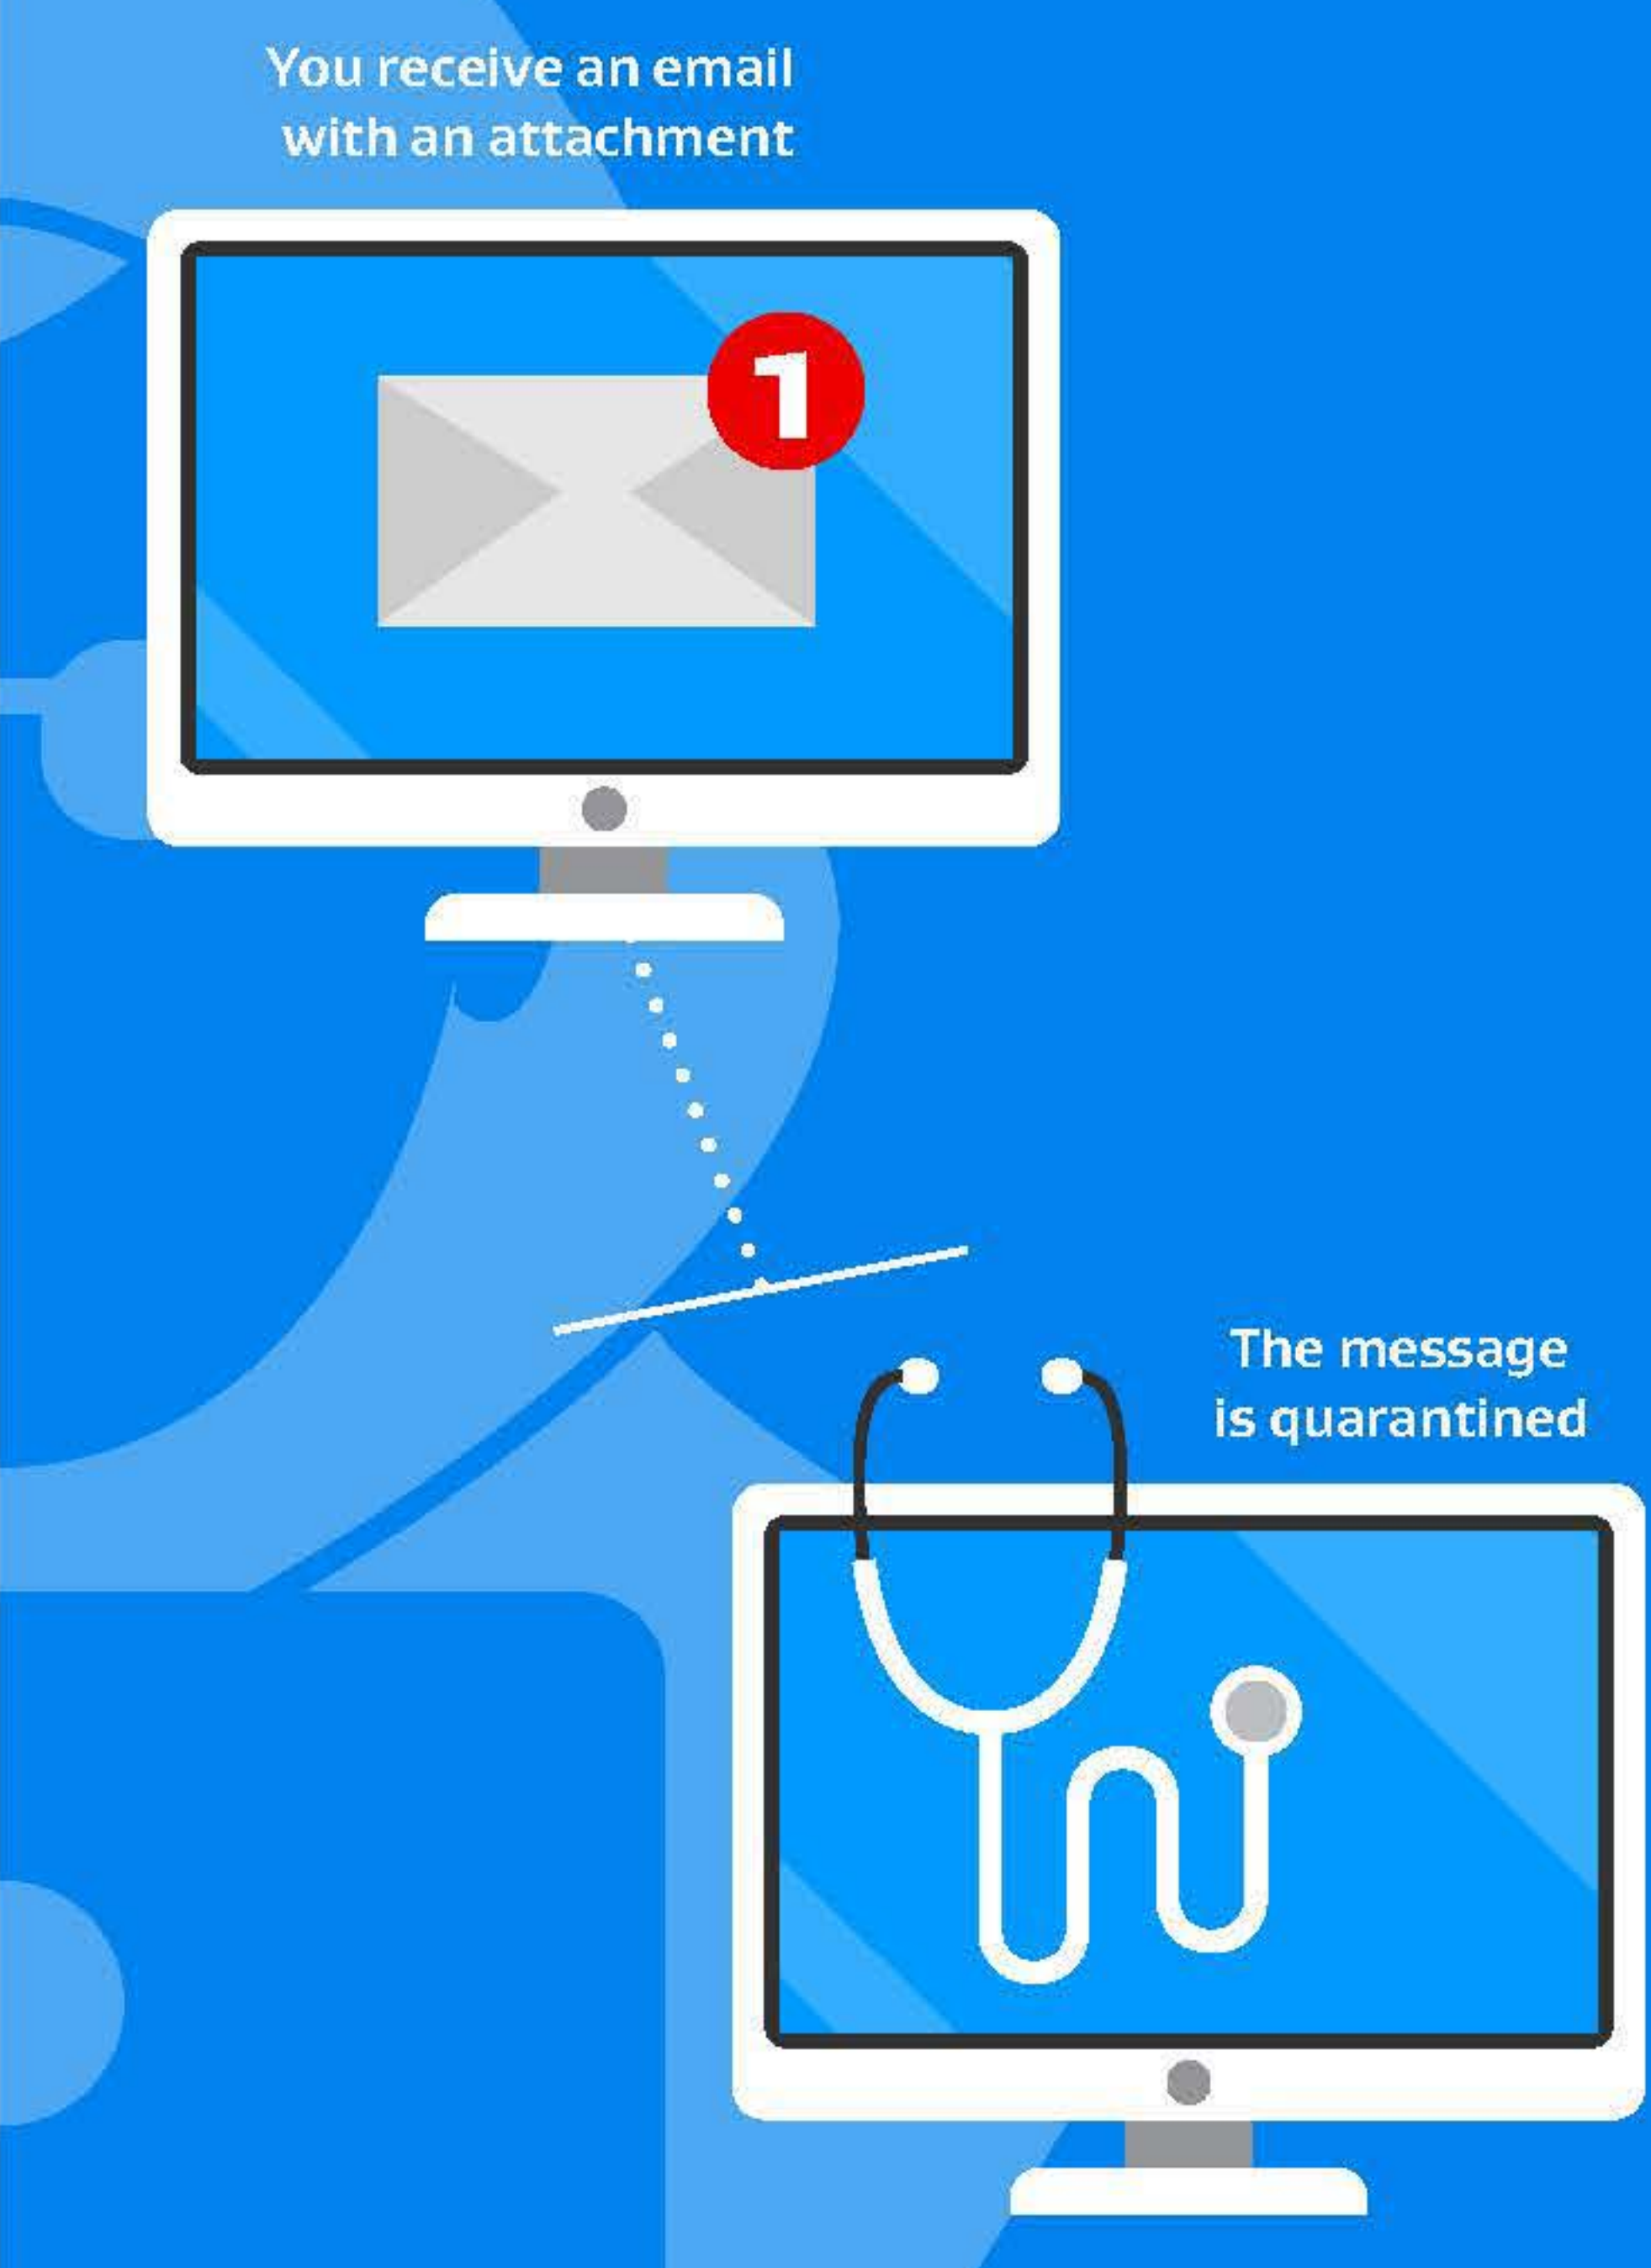 You receive an email
with an attachment
1
The message
is quarantined